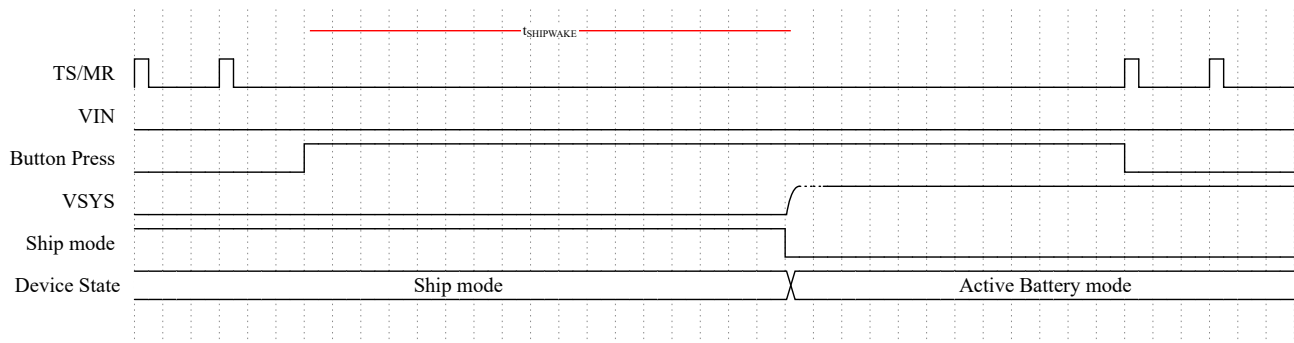 tSHIPWAKE
TS/MR
VIN
Button Press
VSYS
Ship mode
Device State Ship mode Active Battery mode